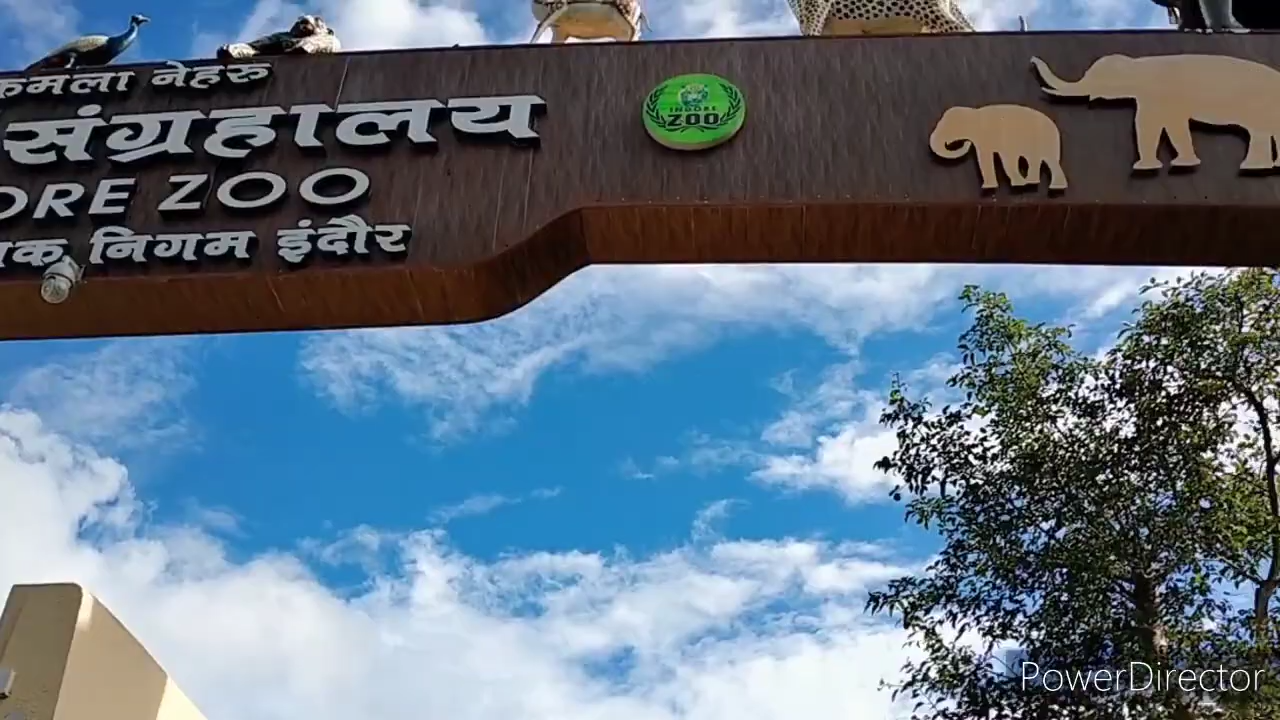 कमला नेहरु
संग्रहालय
ORE ZOO
निगम इंदौर
INDORE
ZOO
PowerDirector